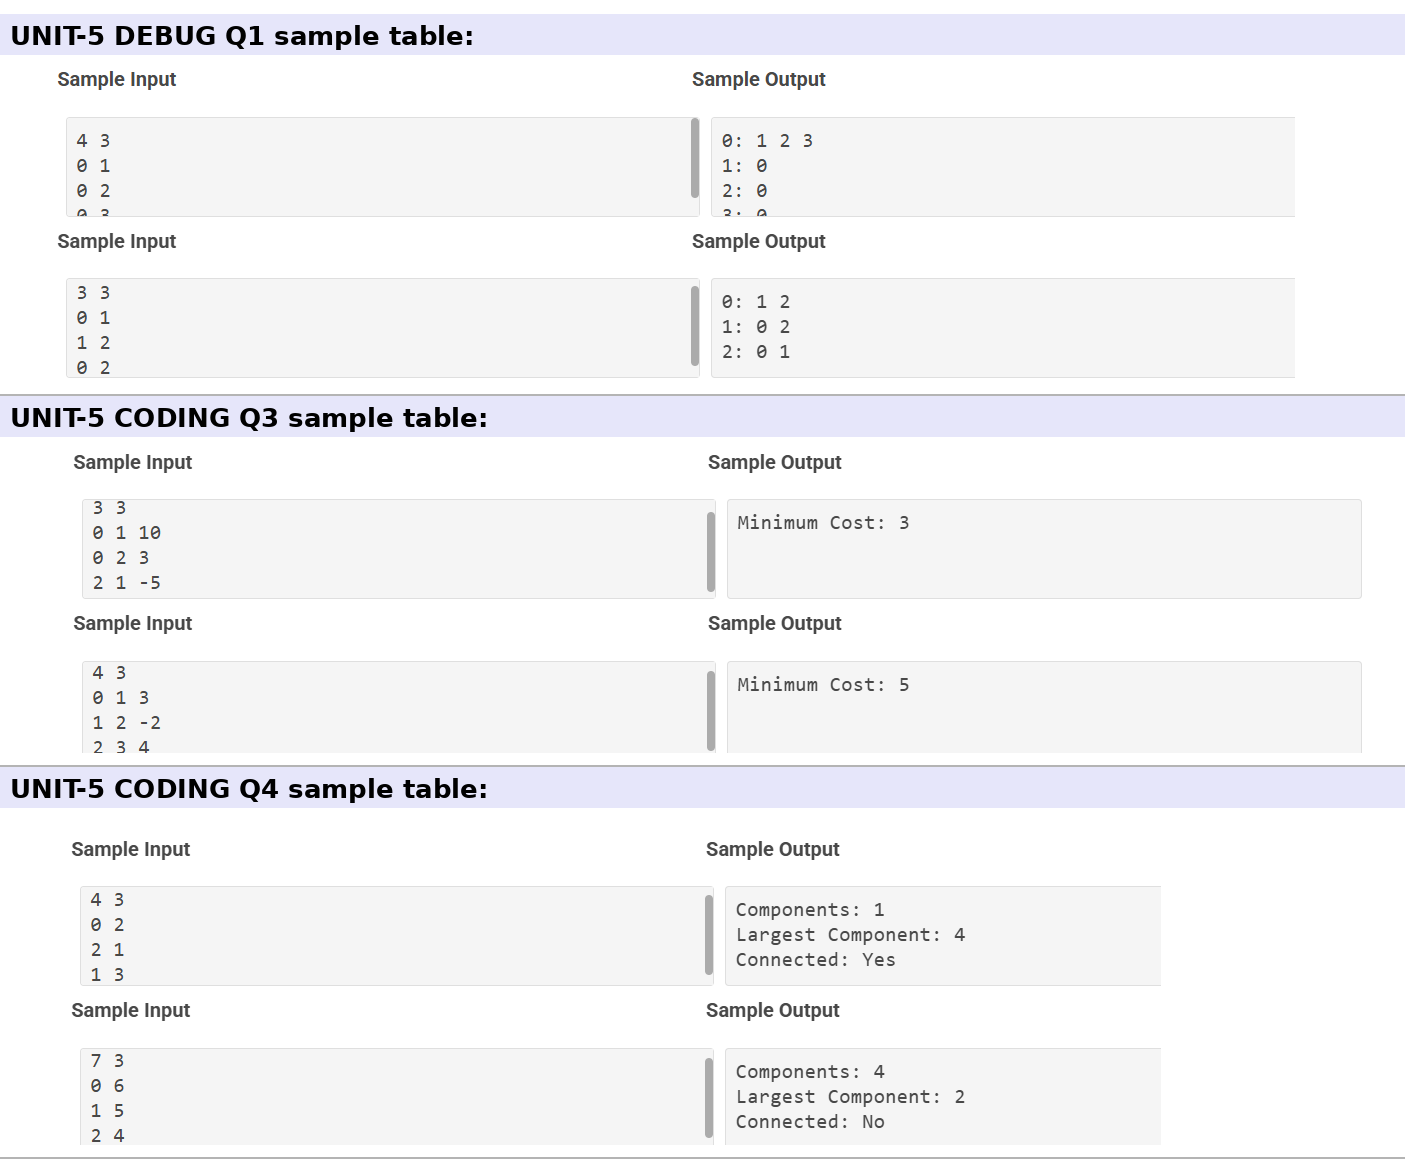 UNIT-5 DEBUG Q1 sample table:
Sample Input
Sample Output
4 3
0 1
0 2
0 3
0: 1 2 3
1: 0
2: 0
3: 0
Sample Input
Sample Output
3 3
0 1
1 2
0 2
0: 1 2
1: 0 2
2: 0 1
UNIT-5 CODING Q3 sample table:
Sample Input
Sample Output
3 3
0 1 10
0 2 3
2 1 -5
Minimum Cost: 3
Sample Input
Sample Output
4 3
0 1 3
1 2 -2
2 3 4
Minimum Cost: 5
UNIT-5 CODING Q4 sample table:
Sample Input
Sample Output
4 3
0 2
2 1
1 3
Components: 1
Largest Component: 4
Connected: Yes
Sample Input
Sample Output
7 3
0 6
1 5
2 4
Components: 4
Largest Component: 2
Connected: No